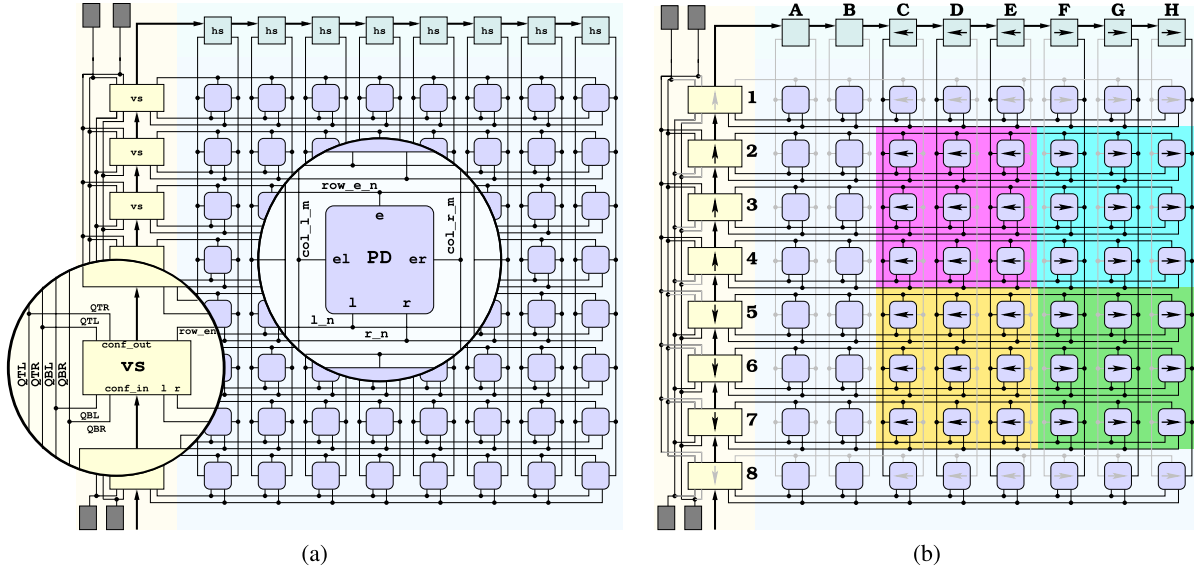 hs hs hs hs hs hs hs hs
vs
vs
vs
row_e_n
col_l_m
col_r_m
e
el PD er
l r
l_n
r_n
QTR
QTL
row_en
conf_out
vs
conf_in l r
QTL
QTR
QBL
QBR
QBL
QBR
(a)
A B C D E F G H
1
2
3
4
5
6
7
8
(b)